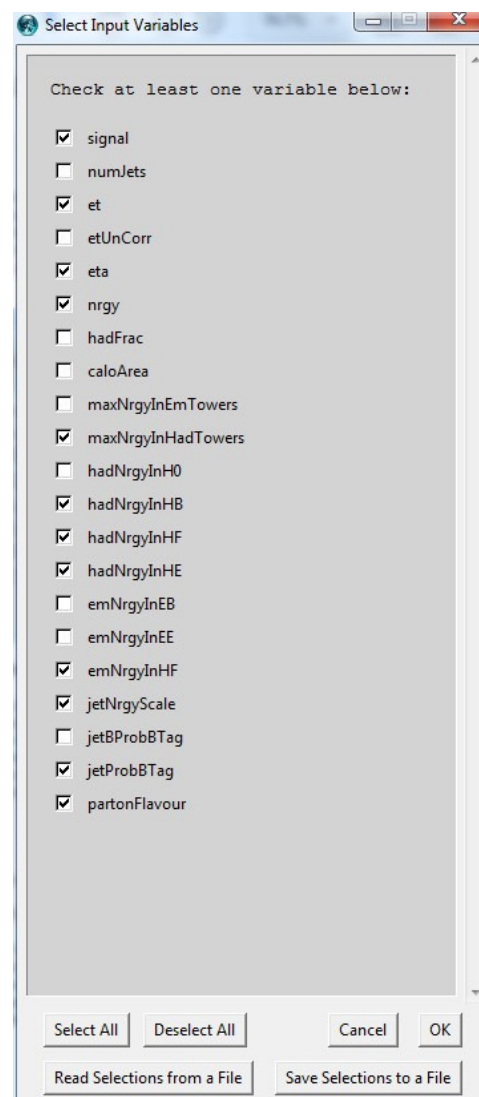 Select Input Variables
Check at least one variable below:
signal
numJets
et
etUnCorr
eta
nrgy
hadFrac
caloArea
maxNrgyInEmTowers
maxNrgyInHadTowers
hadNrgyInH0
hadNrgyInHB
hadNrgyInHF
hadNrgyInHE
emNrgyInEB
emNrgyInEE
emNrgyInHF
jetNrgyScale
jetBProbBTag
jetProbBTag
partonFlavour
Select All Deselect All Cancel OK
Read Selections from a File Save Selections to a File